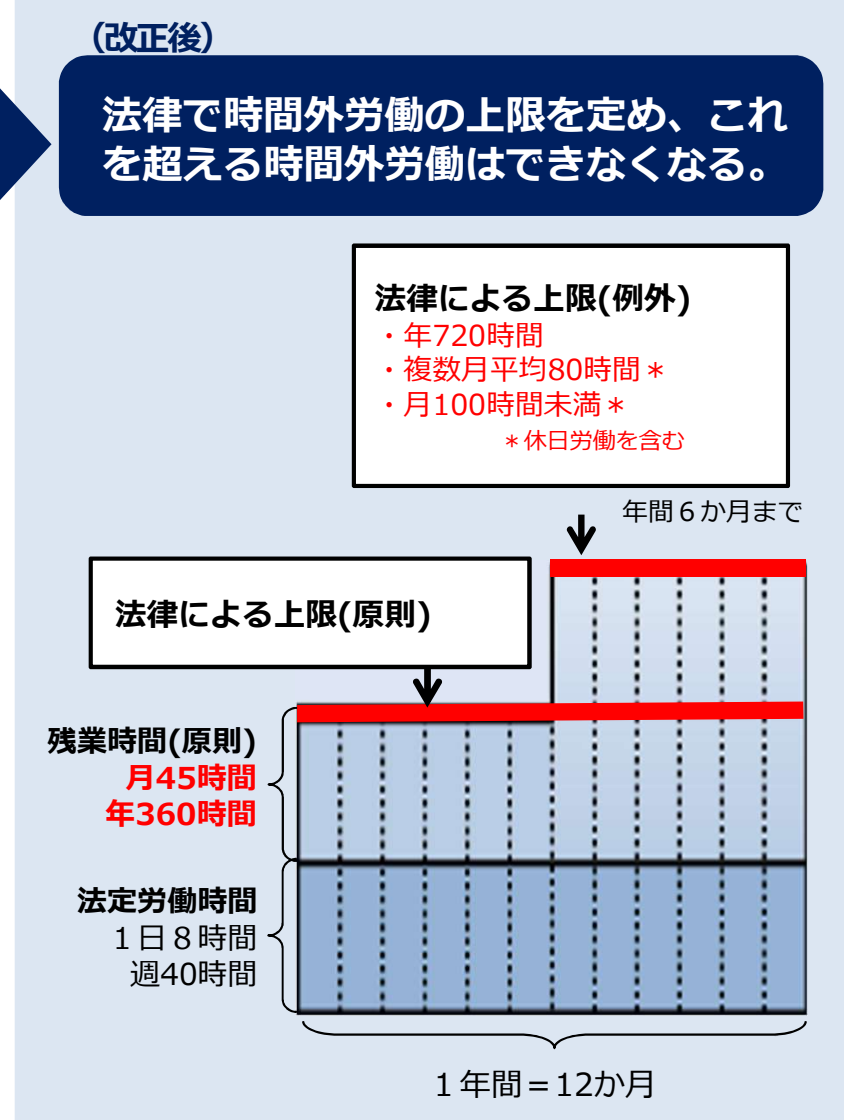 （改正後）
法律で時間外労働の上限を定め、これ
を超える時間外労働はできなくなる。
法律による上限(例外)
・年720時間
・複数月平均80時間＊
・月100時間未満＊
＊休日労働を含む
年間６か月まで
法律による上限(原則)
残業時間(原則)
月45時間
年360時間
法定労働時間
１日８時間
週40時間
１年間＝12か月